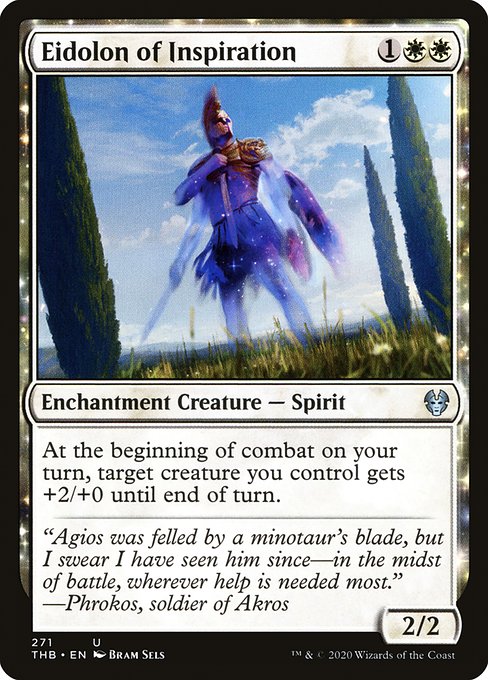 Eidolon of Inspiration 1
Enchantment Creature — Spirit
At the beginning of combat on your
turn, target creature you control gets
+2/+0 until end of turn.
“Agios was felled by a minotaur’s blade, but
I swear I have seen him since—in the midst
of battle, wherever help is needed most.”
—Phrokos, soldier of Akros
2/2
271 U
THB • EN Bram Sels ™ & © 2020 Wizards of the Coast